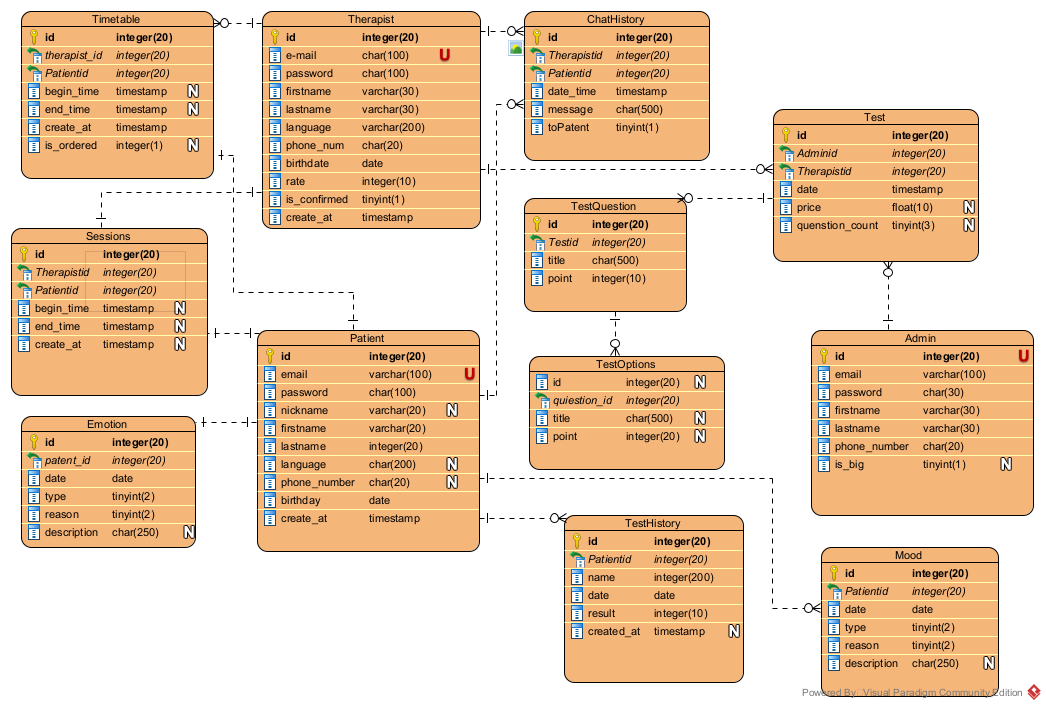 Timetable
id integer(20)
therapist_id integer(20)
Patientid integer(20)
begin_time timestamp N
end_time timestamp N
create_at timestamp
is_ordered integer(1) N
Therapist
id integer(20)
e-mail char(100) U
password char(100)
firstname varchar(30)
lastname varchar(30)
language varchar(200)
phone_num char(20)
birthdate date
rate integer(10)
is_confirmed tinyint(1)
create_at timestamp
ChatHistory
id integer(20)
Therapistid integer(20)
Patientid integer(20)
date_time timestamp
message char(500)
toPatent tinyint(1)
Test
id integer(20)
Adminid integer(20)
Therapistid integer(20)
date timestamp
price float(10) N
quenstion_count tinyint(3) N
TestQuestion
id integer(20)
Testid integer(20)
title char(500)
point integer(10)
Sessions
id integer(20)
Therapistid integer(20)
Patientid integer(20)
begin_time timestamp N
end_time timestamp N
create_at timestamp N
Patient
id integer(20)
email varchar(100) U
password char(100)
nickname varchar(20) N
firstname varchar(20)
lastname integer(20)
language char(200) N
phone_number char(20) N
birthday date
create_at timestamp
TestOptions
id integer(20) N
quiestion_id integer(20)
title char(500) N
point integer(20) N
Admin
id integer(20) U
email varchar(100)
password char(30)
firstname varchar(30)
lastname varchar(30)
phone_number char(20)
is_big tinyint(1) N
Emotion
id integer(20)
patent_id integer(20)
date date
type tinyint(2)
reason tinyint(2)
description char(250) N
TestHistory
id integer(20)
Patientid integer(20)
name integer(200)
date date
result integer(10)
created_at timestamp N
Mood
id integer(20)
Patientid integer(20)
date date
type tinyint(2)
reason tinyint(2)
description char(250) N
Powered By: Visual Paradigm Community Edition